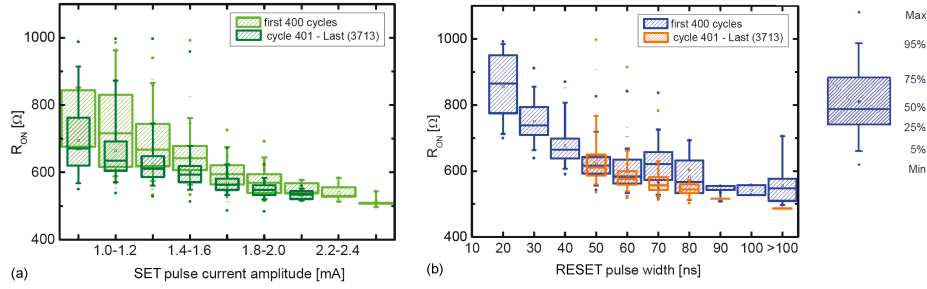 first 400 cycles
cycle 401 - Last (3713)
1000
800
600
400
R_ON [Ω]
1.0-1.2
1.4-1.6
1.8-2.0
2.2-2.4
SET pulse current amplitude [mA]
(a)
first 400 cycles
cycle 401 - Last (3713)
1000
800
600
400
R_ON [Ω]
10 20 30 40 50 60 70 80 90 100 >100
RESET pulse width [ns]
(b)
Max
95%
75%
50%
25%
5%
Min